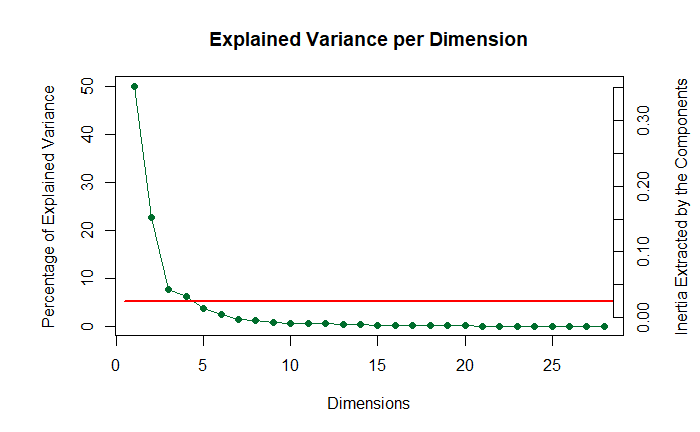 Explained Variance per Dimension
Percentage of Explained Variance
50
40
30
20
10
0
0.30
0.20
0.10
0.00
Inertia Extracted by the Components
0 5 10 15 20 25
Dimensions